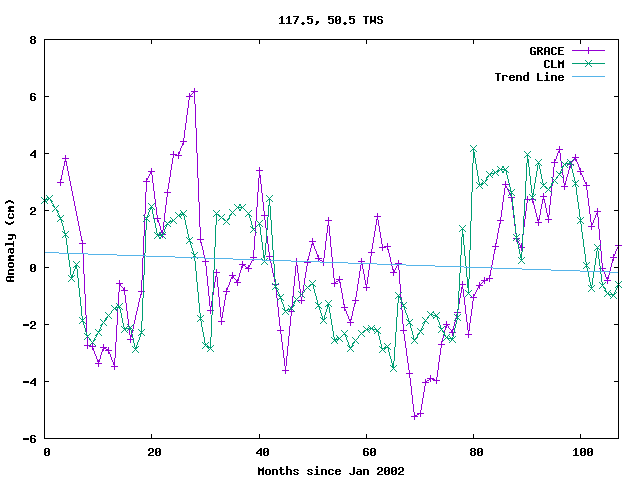 117.5, 50.5 TWS
GRACE
CLM
Trend Line
8
6
4
2
0
-2
-4
-6
Anomaly (cm)
0 20 40 60 80 100
Months since Jan 2002